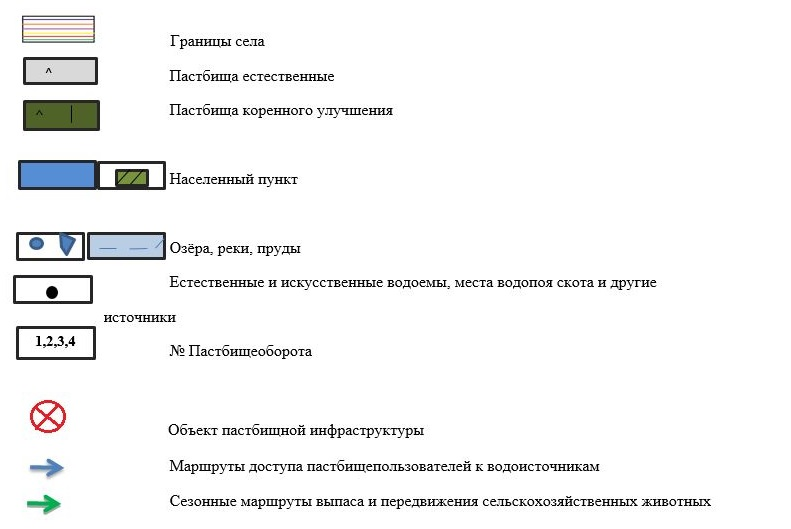 Границы села
Пастбища естественные
Пастбища коренного улучшения
Населенный пункт
Озёра, реки, пруды
Естественные и искусственные водоемы, места водопоя скота и другие
источники
1,2,3,4
№ Пастбищеоборота
Объект пастбищной инфраструктуры
Маршруты доступа пастбищепользователей к водоисточникам
Сезонные маршруты выпаса и передвижения сельскохозяйственных животных